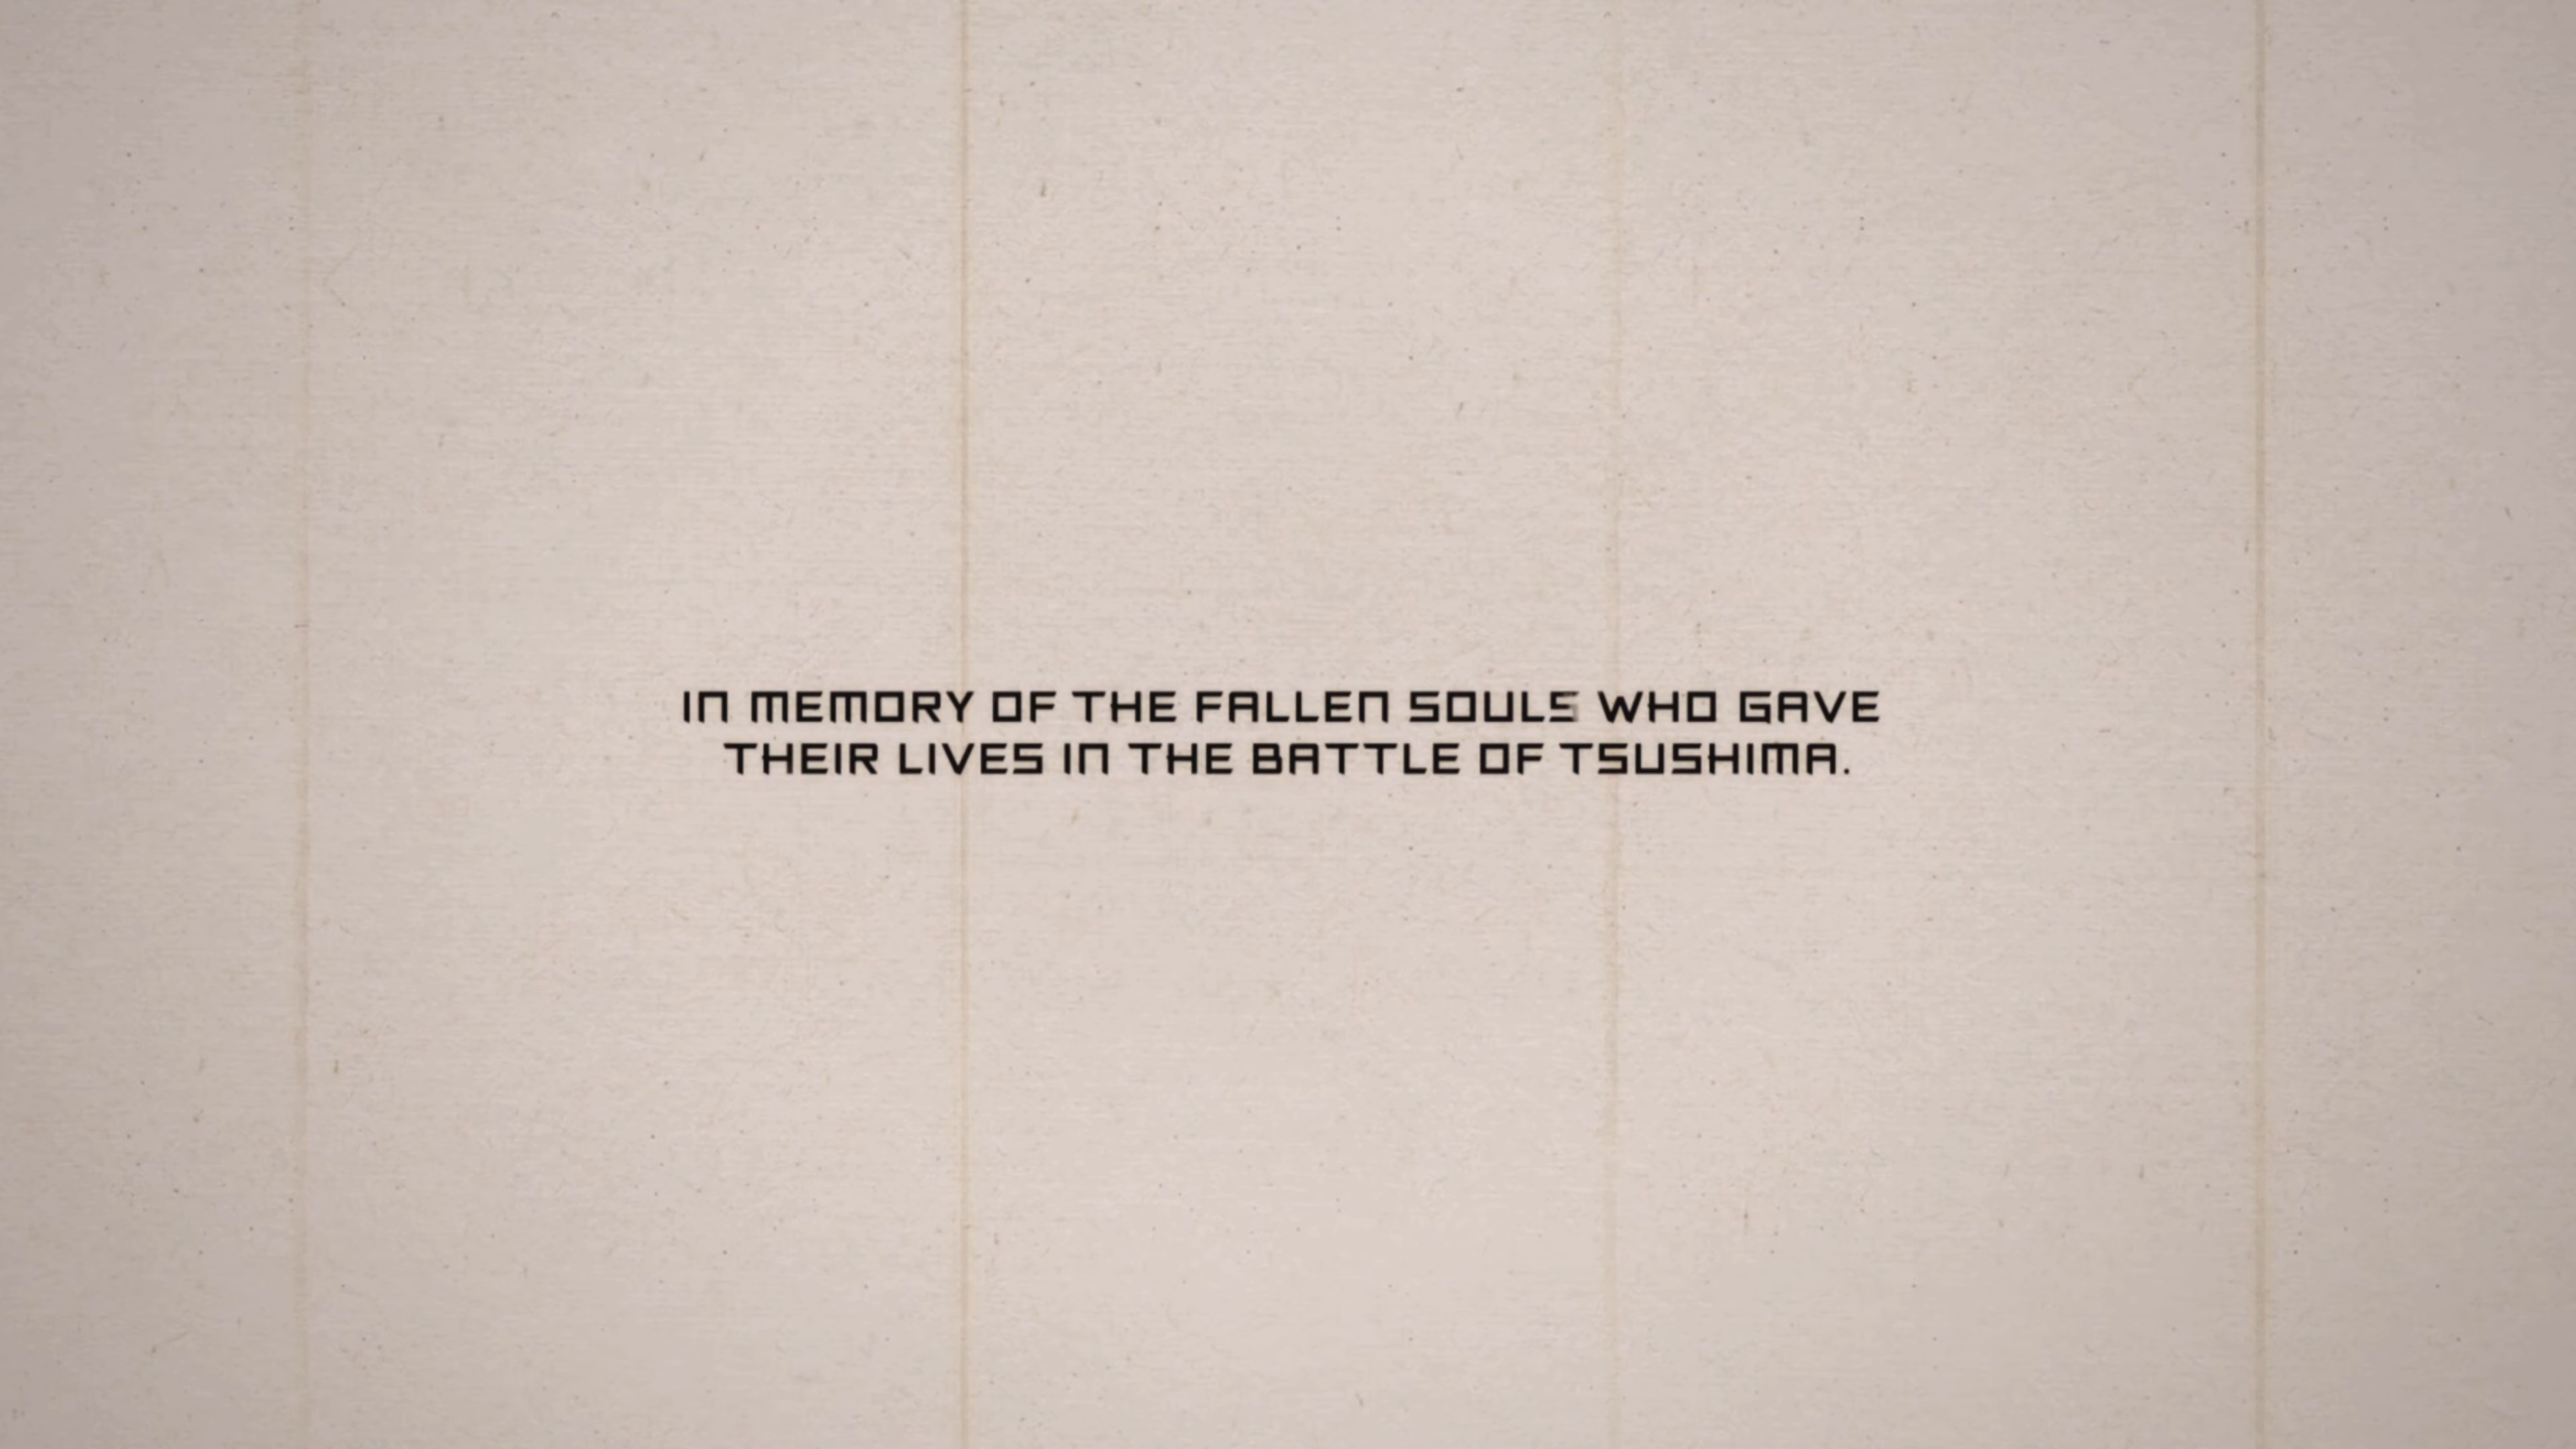 IN MEMORY OF THE FALLEN SOULS WHO GAVE
THEIR LIVES IN THE BATTLE OF TSUSHIMA.